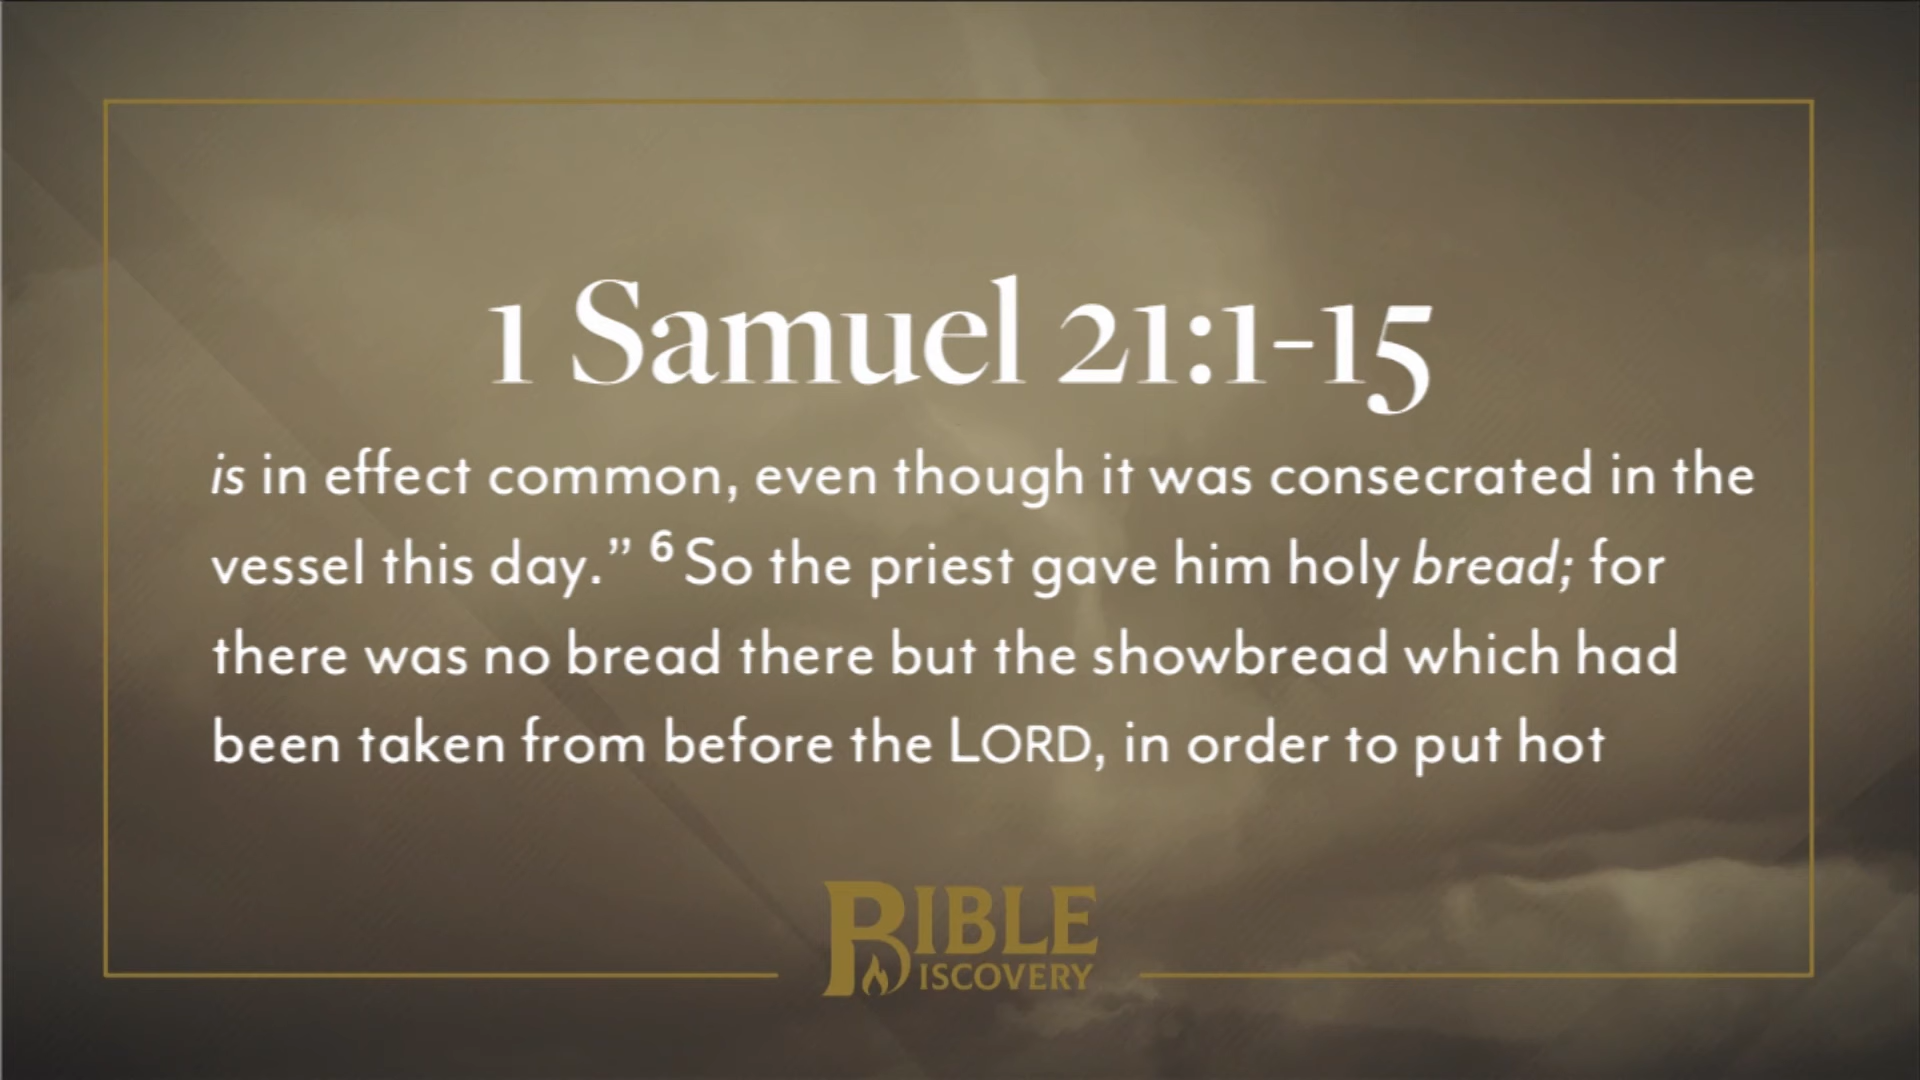 1 Samuel 21:1-15
is in effect common, even though it was consecrated in the
vessel this day.” 6 So the priest gave him holy bread; for
there was no bread there but the showbread which had
been taken from before the LORD, in order to put hot
BIBLE
DISCOVERY